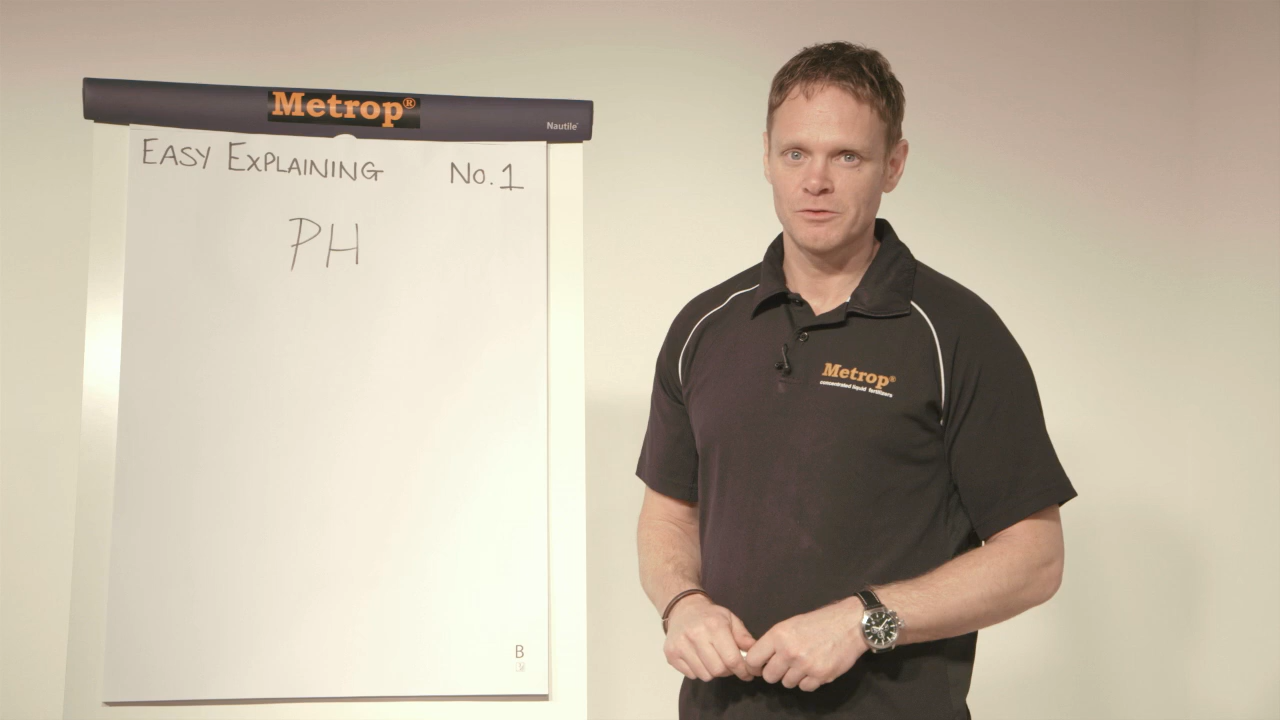 Metrop®
Nautile
EASY EXPLAINING No. 1
PH
Metrop®
concentrated liquid fertilizers
B